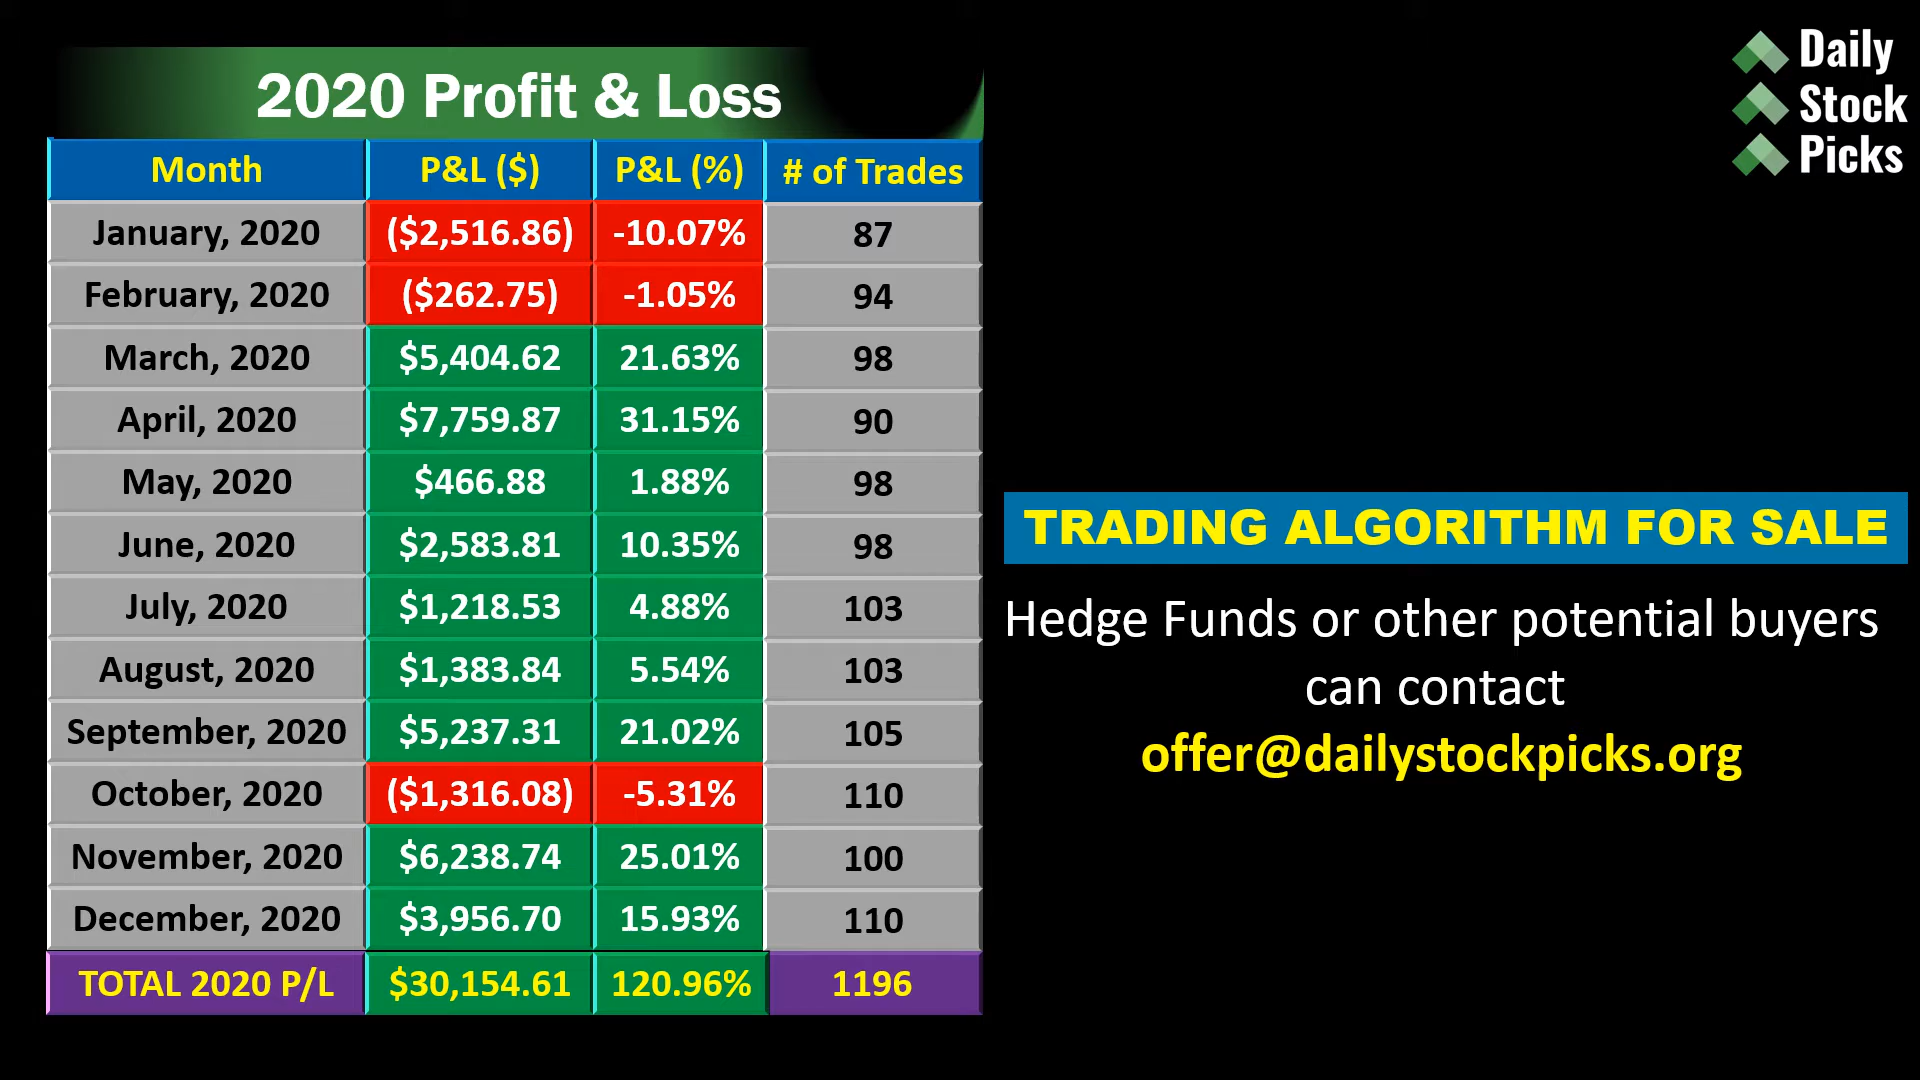 2020 Profit & Loss
Month P&L ($) P&L (%) # of Trades
January, 2020 ($2,516.86) -10.07% 87
February, 2020 ($262.75) -1.05% 94
March, 2020 $5,404.62 21.63% 98
April, 2020 $7,759.87 31.15% 90
May, 2020 $466.88 1.88% 98
June, 2020 $2,583.81 10.35% 98
July, 2020 $1,218.53 4.88% 103
August, 2020 $1,383.84 5.54% 103
September, 2020 $5,237.31 21.02% 105
October, 2020 ($1,316.08) -5.31% 110
November, 2020 $6,238.74 25.01% 100
December, 2020 $3,956.70 15.93% 110
TOTAL 2020 P/L $30,154.61 120.96% 1196
Daily
Stock
Picks
TRADING ALGORITHM FOR SALE
Hedge Funds or other potential buyers
can contact
offer@dailystockpicks.org